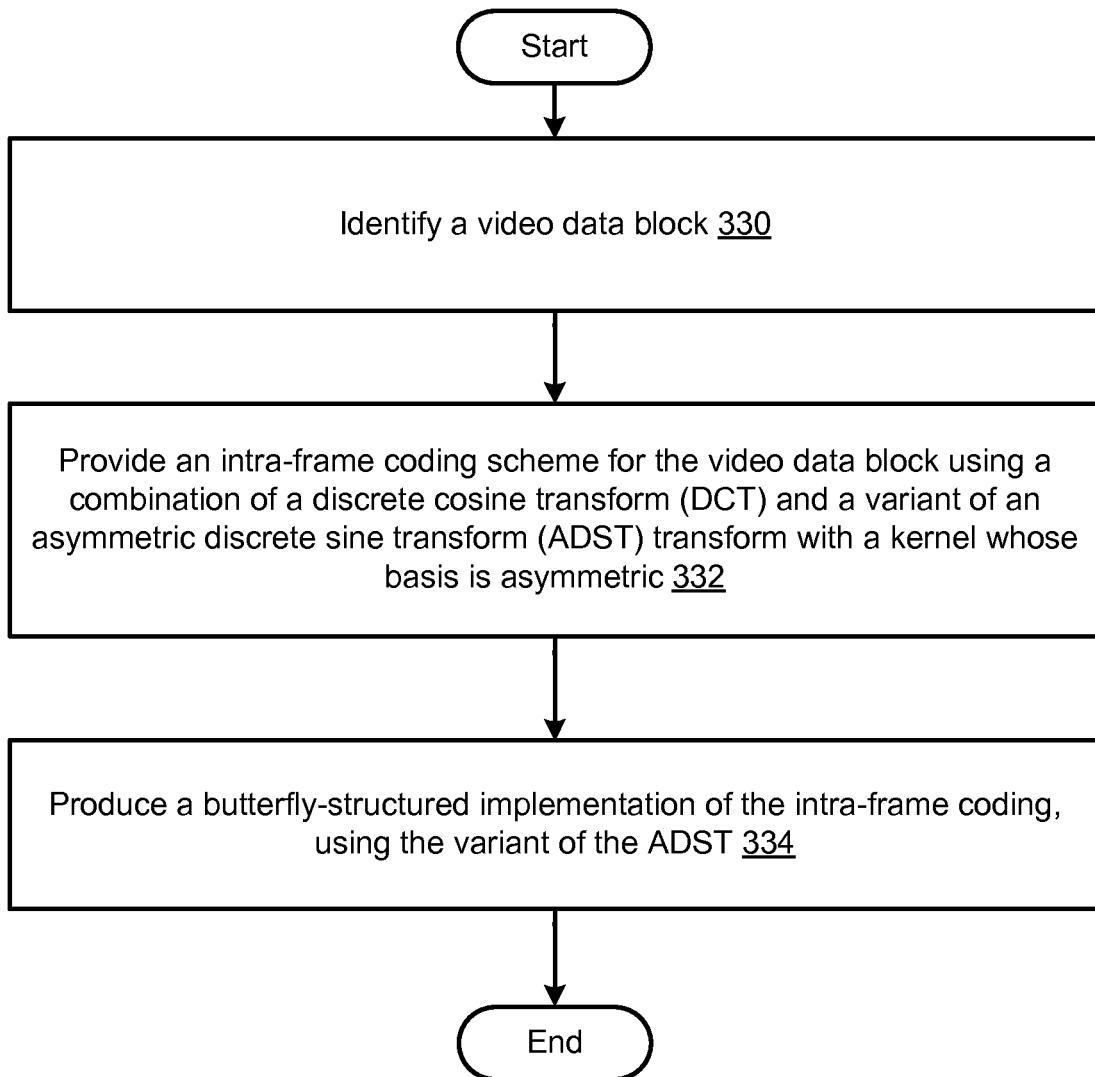 Start
Identify a video data block 330
Provide an intra-frame coding scheme for the video data block using a
combination of a discrete cosine transform (DCT) and a variant of an
asymmetric discrete sine transform (ADST) transform with a kernel whose
basis is asymmetric 332
Produce a butterfly-structured implementation of the intra-frame coding,
using the variant of the ADST 334
End